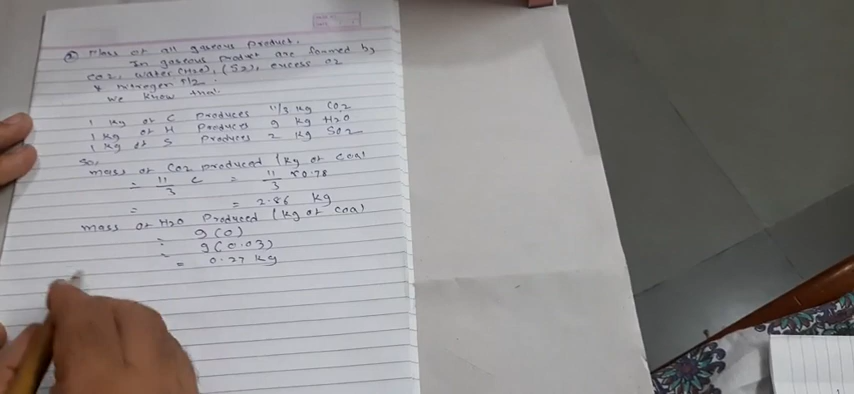 ② Mass of all gaseous product.
In gaseous product are formed by
CO2, water (H2O), (S2), excess O2
& nitrogen N2.
We know that.
1 kg of C produces 11/3 kg CO2
1 kg of H produces 9 kg H2O
1 kg of S produces 2 kg SO2
So,
mass of CO2 produced / kg of coal
= 11/3 C = 11/3 × 0.78
= = 2.86 kg
mass of H2O Produced / kg of coal
= 9(0)
= 9(0.03)
= 0.27 kg